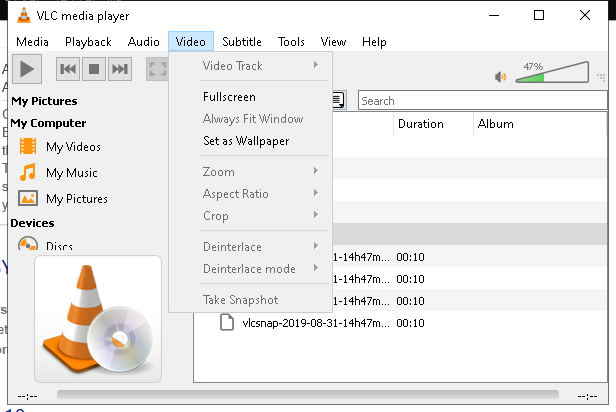 VLC media player
Media Playback Audio Video Subtitle Tools View Help
47%
Search
Duration Album
My Pictures
My Computer
My Videos
My Music
My Pictures
Devices
Discs
Video Track
Fullscreen
Always Fit Window
Set as Wallpaper
Zoom
Aspect Ratio
Crop
Deinterlace
Deinterlace mode
Take Snapshot
1-14h47m... 00:10
1-14h47m... 00:10
1-14h47m... 00:10
vlcsnap-2019-08-31-14h47m... 00:10
--:-- --:--